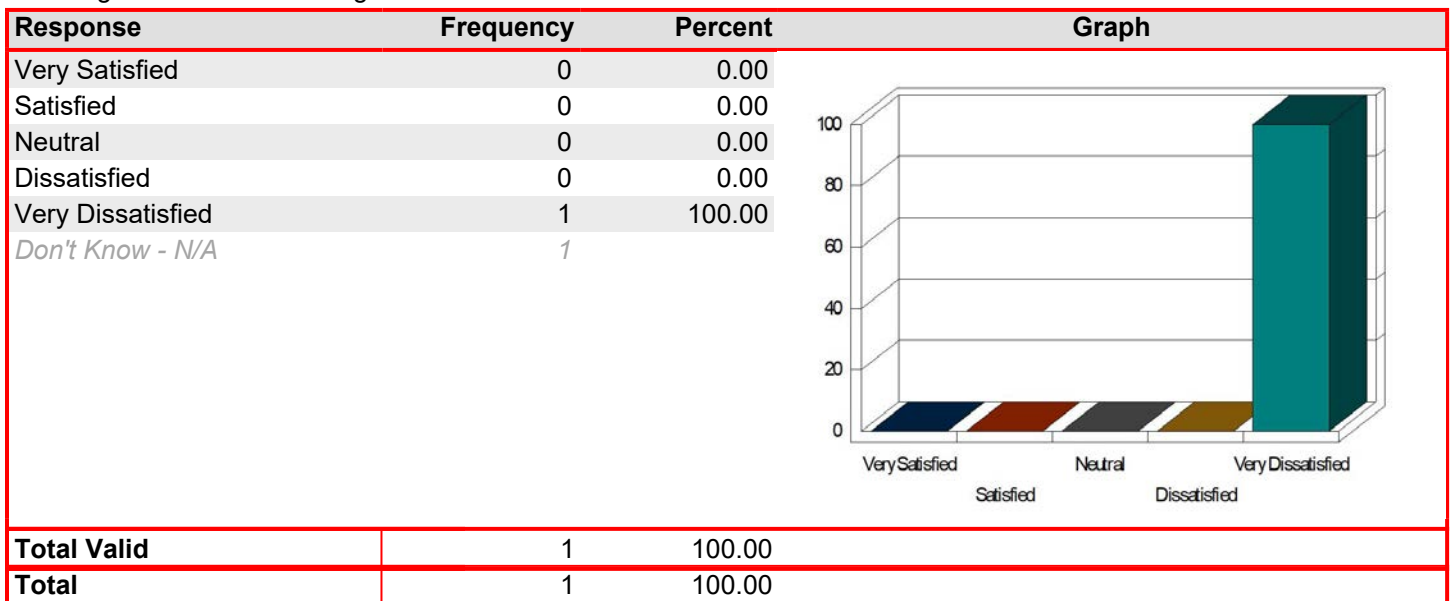 Response Frequency Percent Graph
Very Satisfied 0 0.00
Satisfied 0 0.00
Neutral 0 0.00
Dissatisfied 0 0.00
Very Dissatisfied 1 100.00
Don't Know - N/A 1
100
80
60
40
20
0
Very Satisfied Neutral Very Dissatisfied
Satisfied Dissatisfied
Total Valid 1 100.00
Total 1 100.00